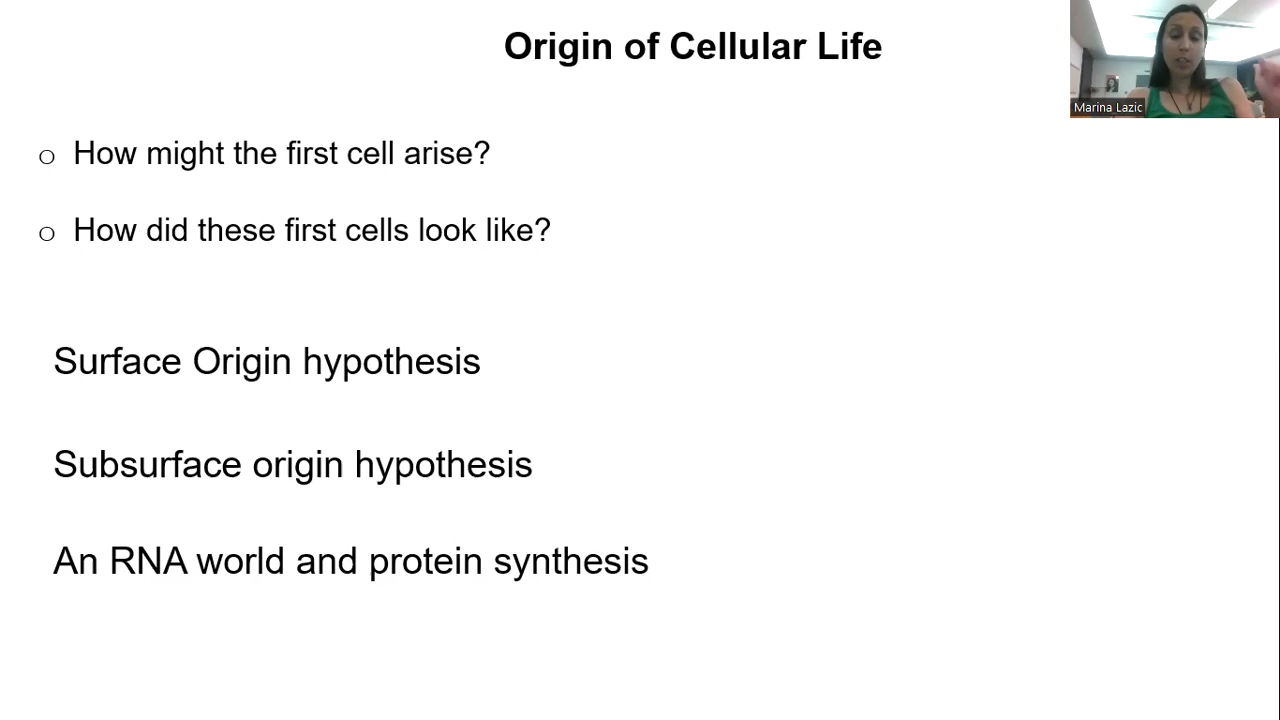 Origin of Cellular Life
Marina Lazic
o How might the first cell arise?
o How did these first cells look like?
Surface Origin hypothesis
Subsurface origin hypothesis
An RNA world and protein synthesis